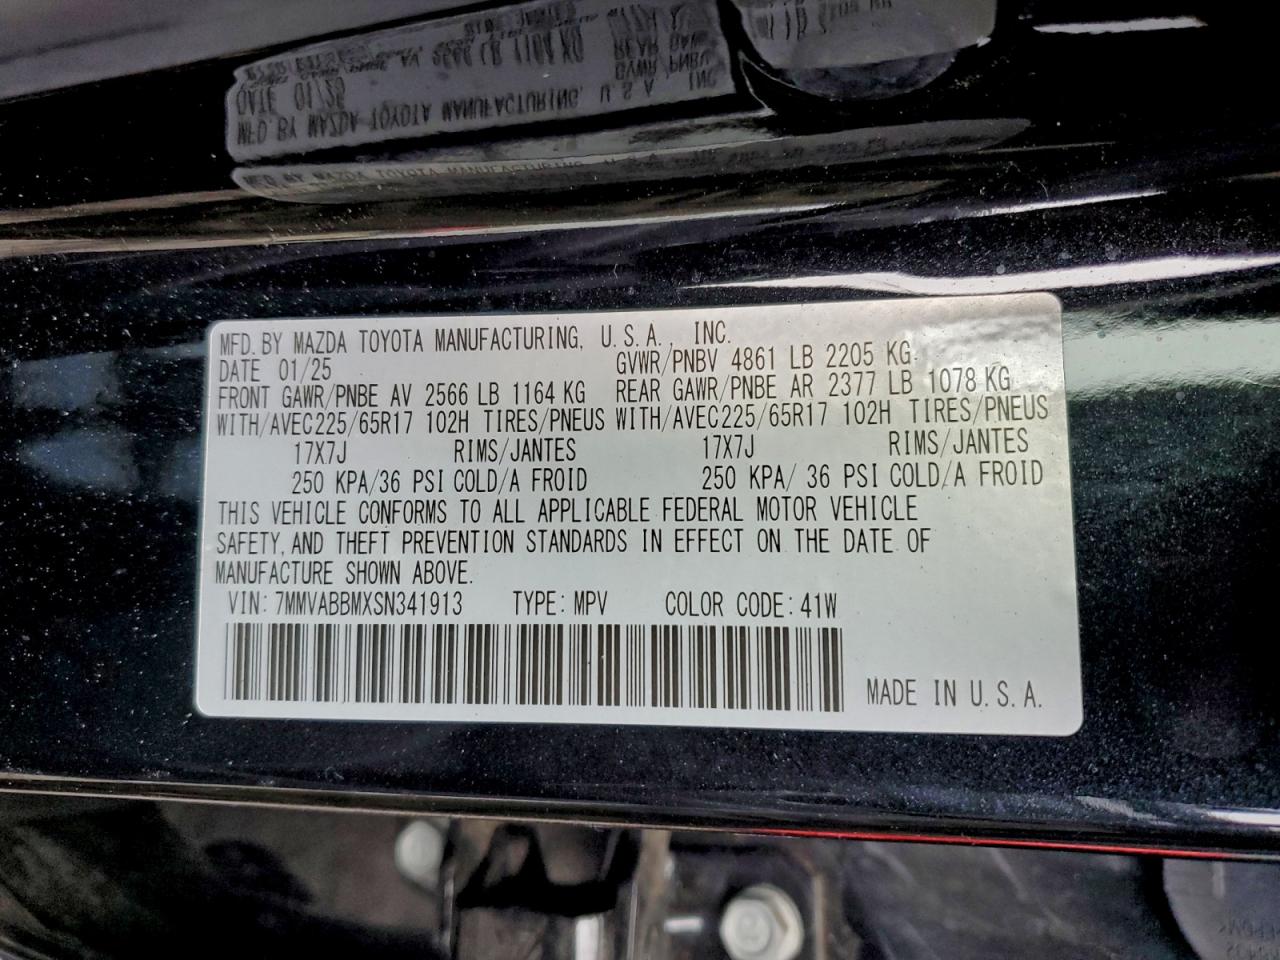 MFD. BY MAZDA TOYOTA MANUFACTURING, U.S.A., INC.
DATE 01/25 GVWR/PNBV 4861 LB 2205 KG
FRONT GAWR/PNBE AV 2566 LB 1164 KG REAR GAWR/PNBE AR 2377 LB 1078 KG
WITH/AVEC225/65R17 102H TIRES/PNEUS WITH/AVEC225/65R17 102H TIRES/PNEUS
17X7J RIMS/JANTES 17X7J RIMS/JANTES
250 KPA/36 PSI COLD/A FROID 250 KPA/ 36 PSI COLD/A FROID
THIS VEHICLE CONFORMS TO ALL APPLICABLE FEDERAL MOTOR VEHICLE
SAFETY, AND THEFT PREVENTION STANDARDS IN EFFECT ON THE DATE OF
MANUFACTURE SHOWN ABOVE.
VIN: 7MMVABBMXSN341913 TYPE: MPV COLOR CODE: 41W
MADE IN U.S.A.